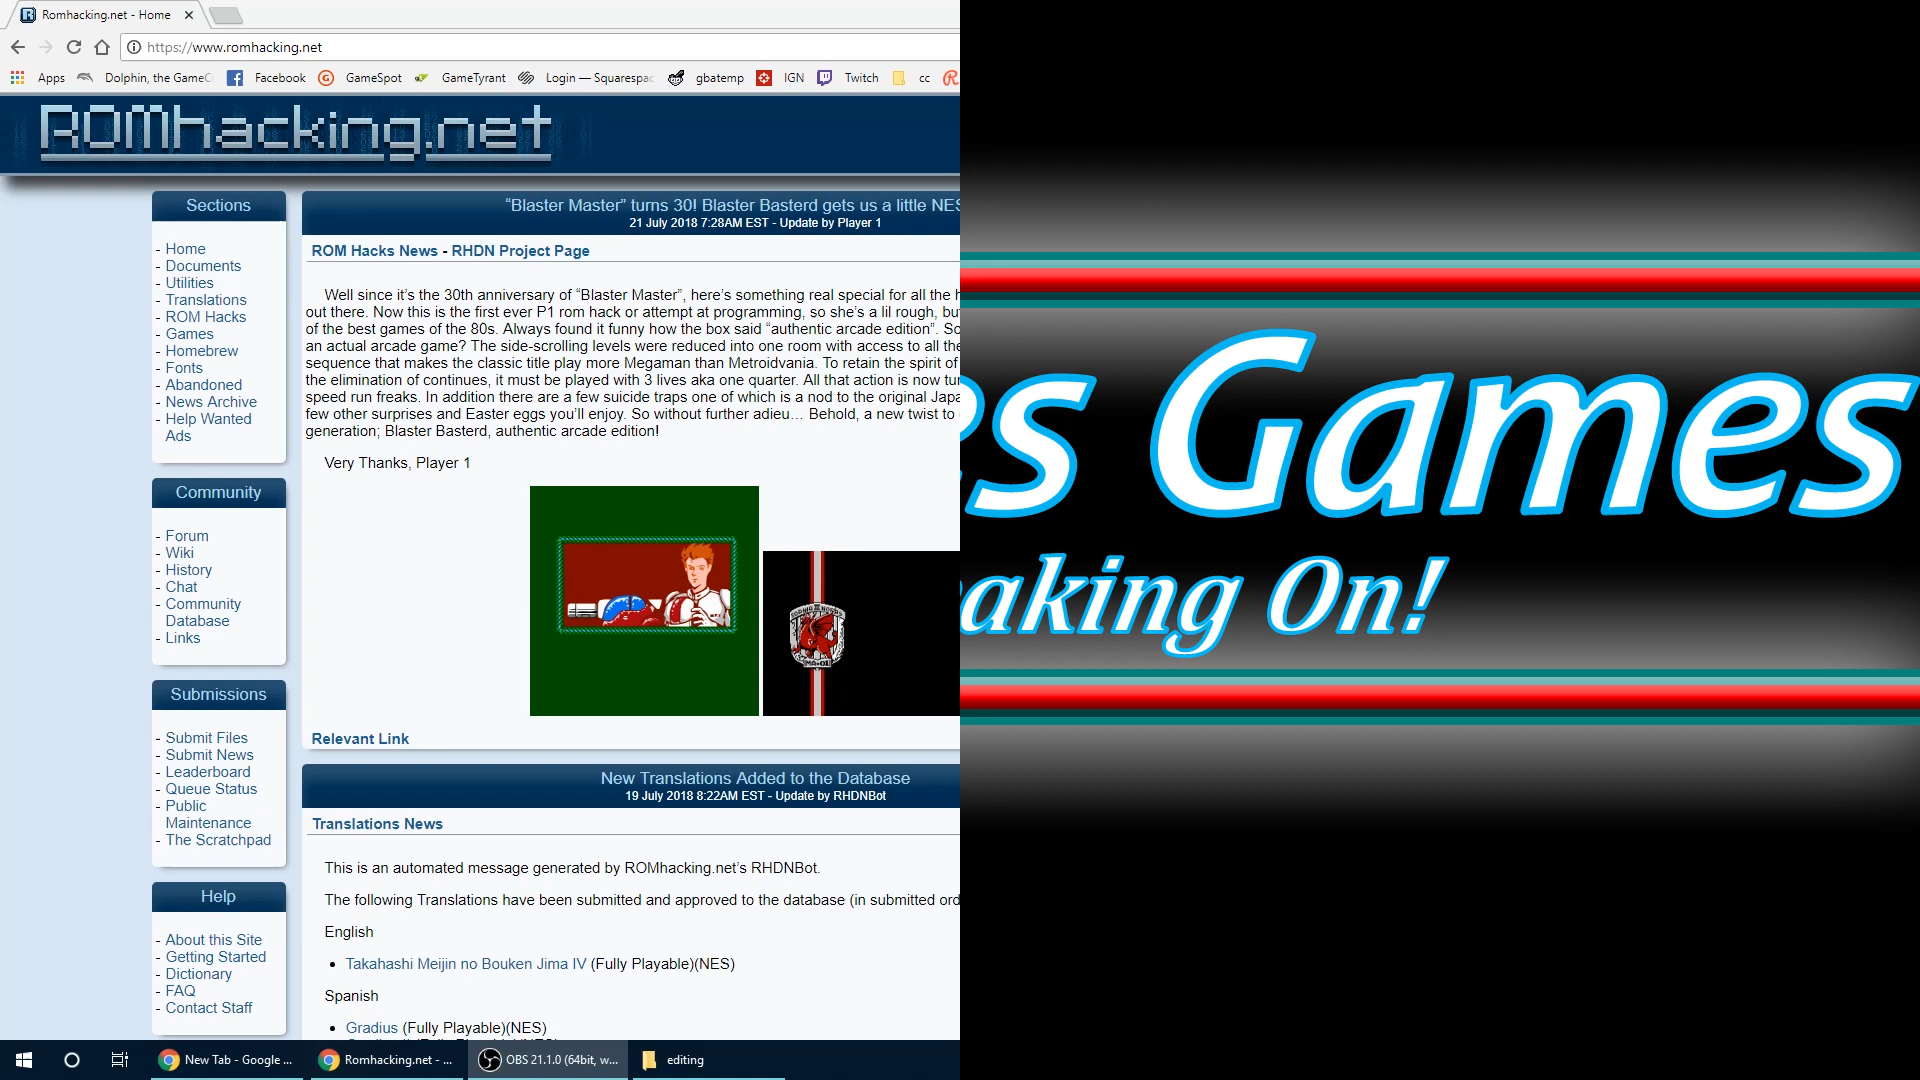 Romhacking.net - Home
https://www.romhacking.net
Apps Dolphin, the GameC Facebook GameSpot GameTyrant Login — Squarespac gbatemp IGN Twitch cc
ROMhacking.net
Sections
- Home
- Documents
- Utilities
- Translations
- ROM Hacks
- Games
- Homebrew
- Fonts
- Abandoned
- News Archive
- Help Wanted
Ads
Community
- Forum
- Wiki
- History
- Chat
- Community
Database
- Links
Submissions
- Submit Files
- Submit News
- Leaderboard
- Queue Status
- Public
Maintenance
- The Scratchpad
Help
- About this Site
- Getting Started
- Dictionary
- FAQ
- Contact Staff
“Blaster Master” turns 30! Blaster Basterd gets us a little NES
21 July 2018 7:28AM EST - Update by Player 1
ROM Hacks News - RHDN Project Page
Well since it’s the 30th anniversary of “Blaster Master”, here’s something real special for all the h
out there. Now this is the first ever P1 rom hack or attempt at programming, so she’s a lil rough, bu
of the best games of the 80s. Always found it funny how the box said “authentic arcade edition”. So
an actual arcade game? The side-scrolling levels were reduced into one room with access to all the
sequence that makes the classic title play more Megaman than Metroidvania. To retain the spirit of
the elimination of continues, it must be played with 3 lives aka one quarter. All that action is now tur
speed run freaks. In addition there are a few suicide traps one of which is a nod to the original Japa
few other surprises and Easter eggs you’ll enjoy. So without further adieu… Behold, a new twist to
generation; Blaster Basterd, authentic arcade edition!
Very Thanks, Player 1
Relevant Link
New Translations Added to the Database
19 July 2018 8:22AM EST - Update by RHDNBot
Translations News
This is an automated message generated by ROMhacking.net’s RHDNBot.
The following Translations have been submitted and approved to the database (in submitted ord
English
Takahashi Meijin no Bouken Jima IV (Fully Playable)(NES)
Spanish
Gradius (Fully Playable)(NES)
es Games
aking On!
New Tab - Google ... Romhacking.net - ... OBS 21.1.0 (64bit, w... editing